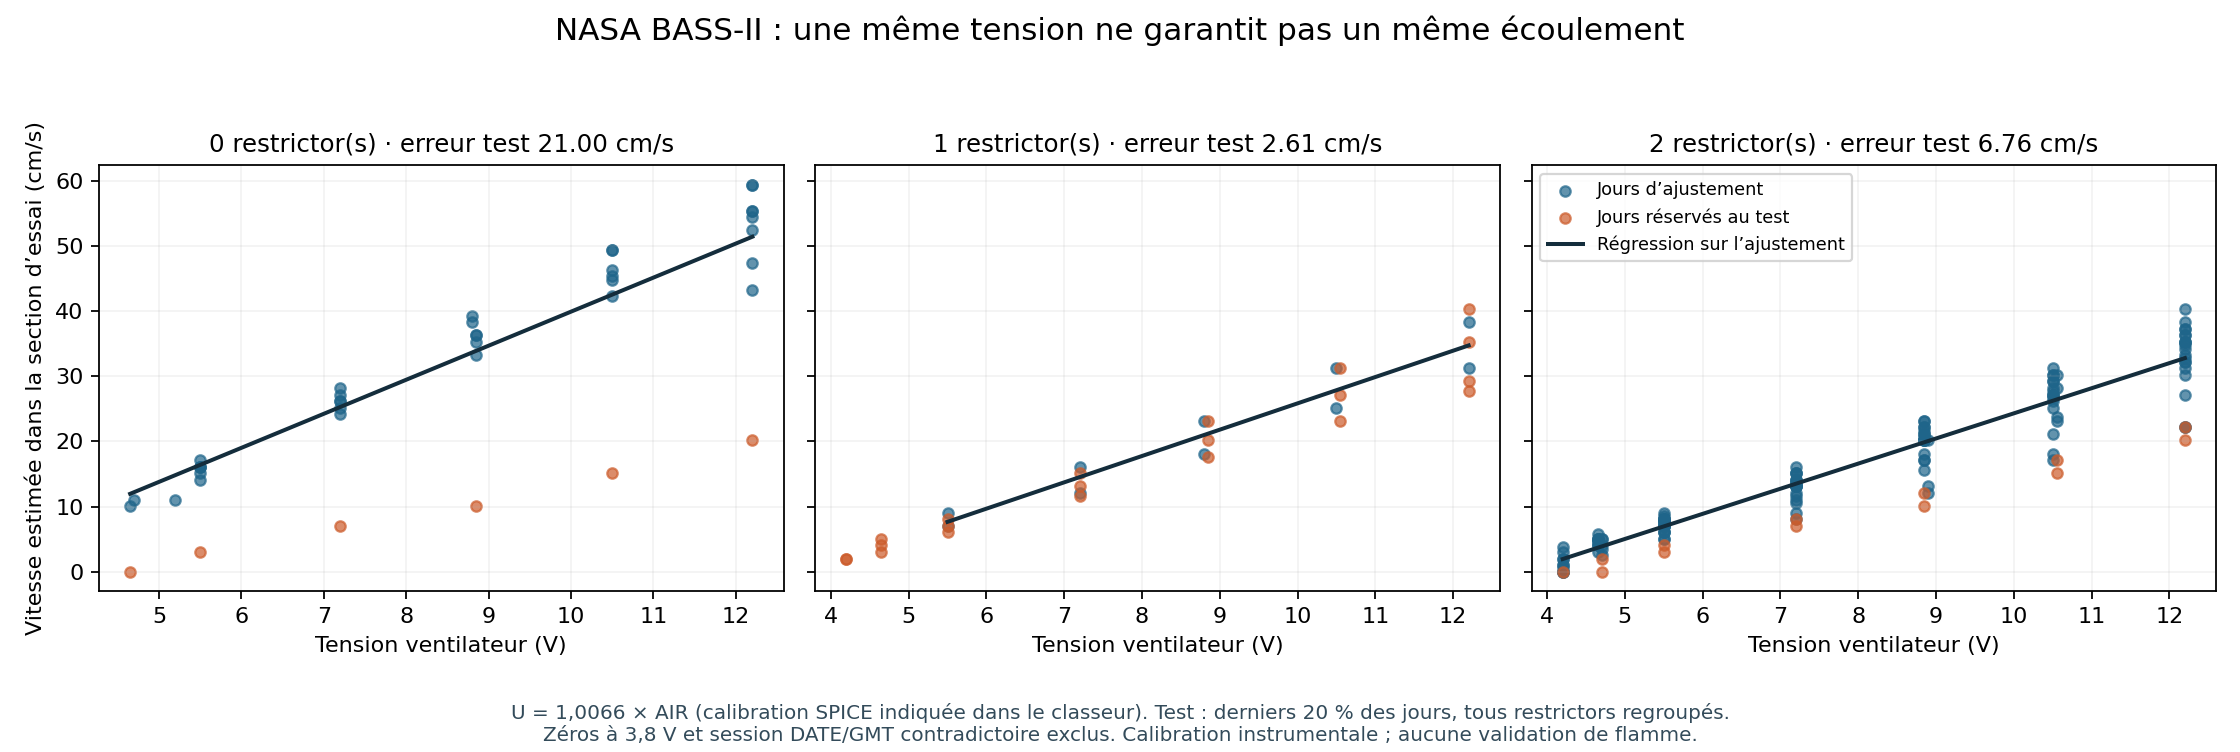 NASA BASS-II : une même tension ne garantit pas un même écoulement
0 restrictor(s) · erreur test 21.00 cm/s
1 restrictor(s) · erreur test 2.61 cm/s
2 restrictor(s) · erreur test 6.76 cm/s
Vitesse estimée dans la section d’essai (cm/s)
60
50
40
30
20
10
0
Jours d’ajustement
Jours réservés au test
Régression sur l’ajustement
5 6 7 8 9 10 11 12
4 5 6 7 8 9 10 11 12
4 5 6 7 8 9 10 11 12
Tension ventilateur (V)
Tension ventilateur (V)
Tension ventilateur (V)
U = 1,0066 × AIR (calibration SPICE indiquée dans le classeur). Test : derniers 20 % des jours, tous restrictors regroupés.
Zéros à 3,8 V et session DATE/GMT contradictoire exclus. Calibration instrumentale ; aucune validation de flamme.